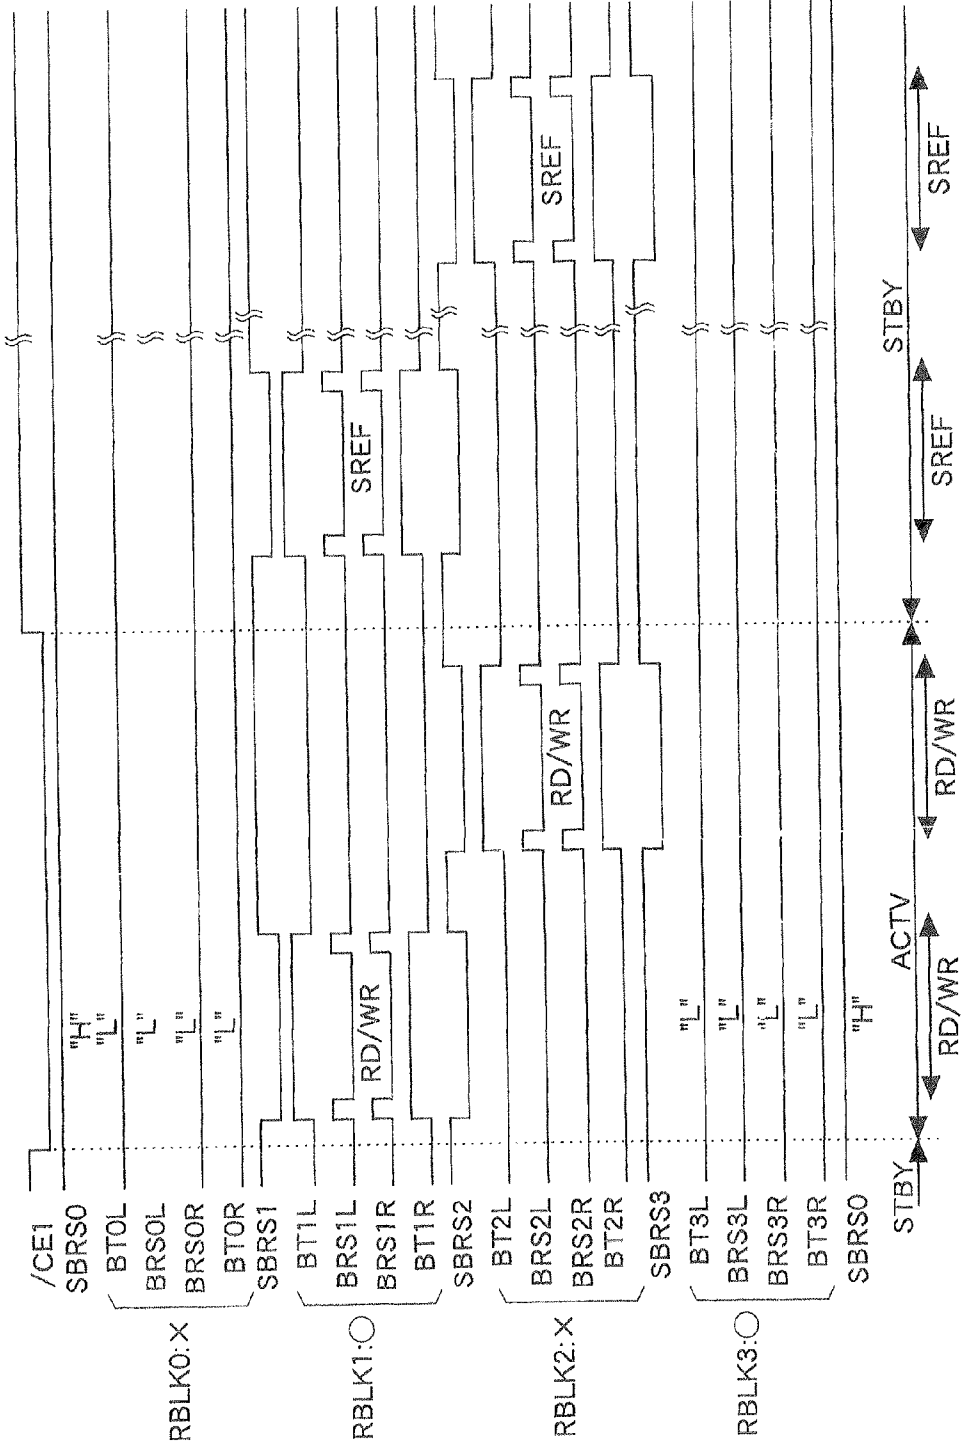 /CE1
SBRS0 "H"
RBLK0:×
BT0L "L"
BRS0L "L"
BRS0R "L"
BT0R "L"
SBRS1
RBLK1:○
BT1L
BRS1L
RD/WR SREF
BRS1R
BT1R
SBRS2
RBLK2:×
BT2L
BRS2L
RD/WR SREF
BRS2R
BT2R
SBRS3
RBLK3:○
BT3L "L"
BRS3L "L"
BRS3R "L"
BT3R "L"
SBRS0 "H"
STBY ACTV STBY
RD/WR RD/WR SREF SREF